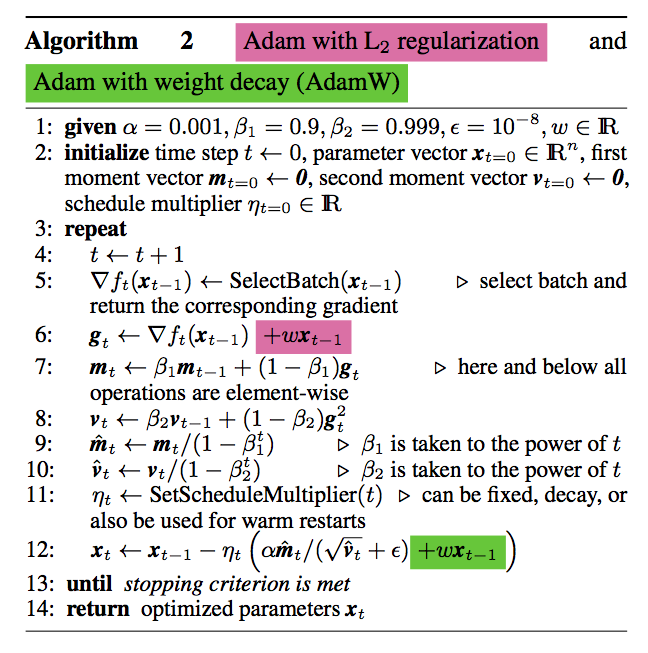 Algorithm 2 Adam with L₂ regularization and
Adam with weight decay (AdamW)
1: given α = 0.001, β₁ = 0.9, β₂ = 0.999, ϵ = 10⁻⁸, w ∈ ℝ
2: initialize time step t ← 0, parameter vector x_{t=0} ∈ ℝⁿ, first
moment vector m_{t=0} ← 0, second moment vector v_{t=0} ← 0,
schedule multiplier η_{t=0} ∈ ℝ
3: repeat
4: t ← t + 1
5: ∇f_t(x_{t−1}) ← SelectBatch(x_{t−1}) ▷ select batch and
return the corresponding gradient
6: g_t ← ∇f_t(x_{t−1}) +wx_{t−1}
7: m_t ← β₁m_{t−1} + (1 − β₁)g_t ▷ here and below all
operations are element-wise
8: v_t ← β₂v_{t−1} + (1 − β₂)g_t²
9: m̂_t ← m_t/(1 − β₁ᵗ) ▷ β₁ is taken to the power of t
10: v̂_t ← v_t/(1 − β₂ᵗ) ▷ β₂ is taken to the power of t
11: η_t ← SetScheduleMultiplier(t) ▷ can be fixed, decay, or
also be used for warm restarts
12: x_t ← x_{t−1} − η_t (αm̂_t/(√v̂_t + ϵ) +wx_{t−1})
13: until stopping criterion is met
14: return optimized parameters x_t